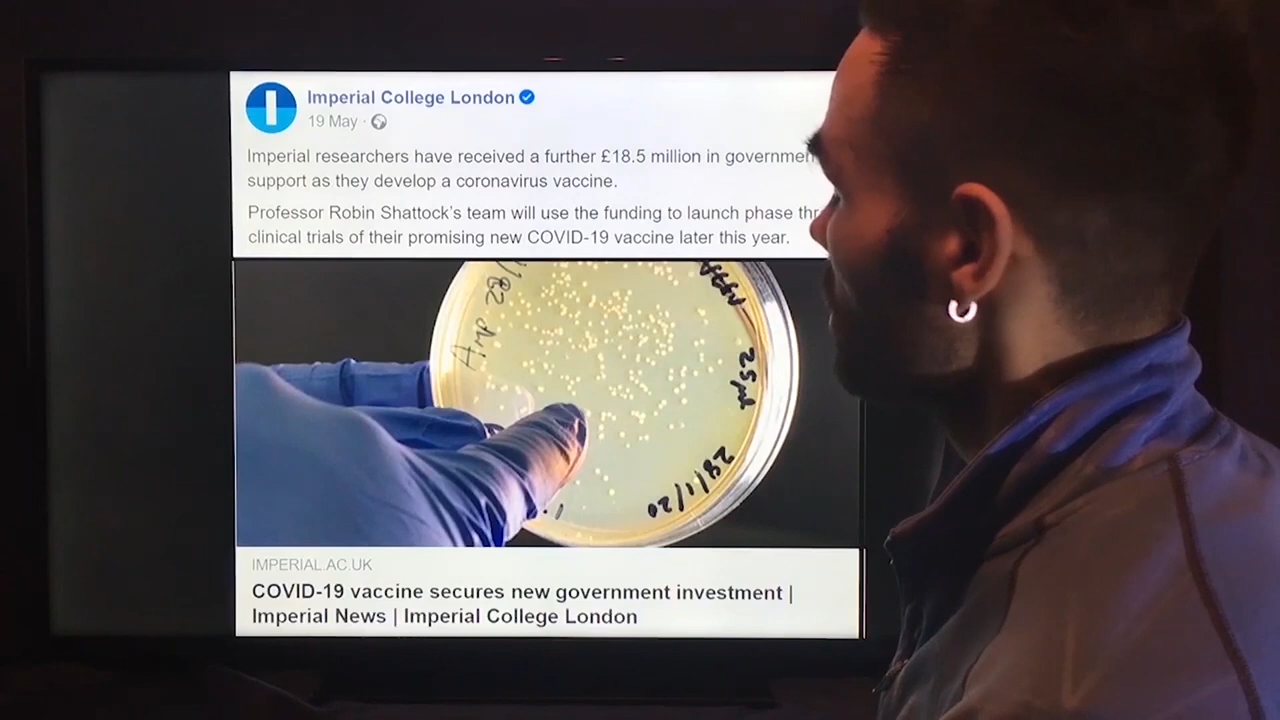 Imperial College London
19 May ·
Imperial researchers have received a further £18.5 million in governmen
support as they develop a coronavirus vaccine.
Professor Robin Shattock's team will use the funding to launch phase thr
clinical trials of their promising new COVID-19 vaccine later this year.
Amp
25µl
28/1/20
IMPERIAL.AC.UK
COVID-19 vaccine secures new government investment |
Imperial News | Imperial College London